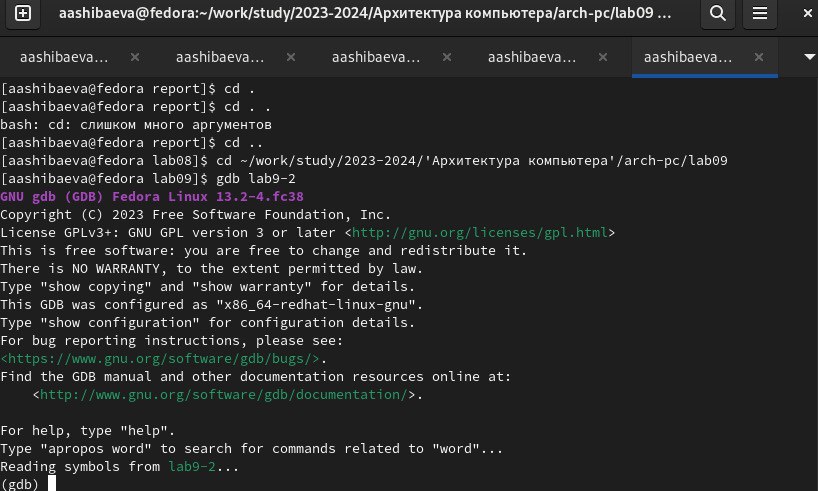 aashibaeva@fedora:~/work/study/2023-2024/Архитектура компьютера/arch-pc/lab09 ...
aashibaeva... × aashibaeva... × aashibaeva... × aashibaeva... × aashibaeva... ×
[aashibaeva@fedora report]$ cd .
[aashibaeva@fedora report]$ cd . .
bash: cd: слишком много аргументов
[aashibaeva@fedora report]$ cd ..
[aashibaeva@fedora lab08]$ cd ~/work/study/2023-2024/'Архитектура компьютера'/arch-pc/lab09
[aashibaeva@fedora lab09]$ gdb lab9-2
GNU gdb (GDB) Fedora Linux 13.2-4.fc38
Copyright (C) 2023 Free Software Foundation, Inc.
License GPLv3+: GNU GPL version 3 or later <http://gnu.org/licenses/gpl.html>
This is free software: you are free to change and redistribute it.
There is NO WARRANTY, to the extent permitted by law.
Type "show copying" and "show warranty" for details.
This GDB was configured as "x86_64-redhat-linux-gnu".
Type "show configuration" for configuration details.
For bug reporting instructions, please see:
<https://www.gnu.org/software/gdb/bugs/>.
Find the GDB manual and other documentation resources online at:
    <http://www.gnu.org/software/gdb/documentation/>.

For help, type "help".
Type "apropos word" to search for commands related to "word"...
Reading symbols from lab9-2...
(gdb)